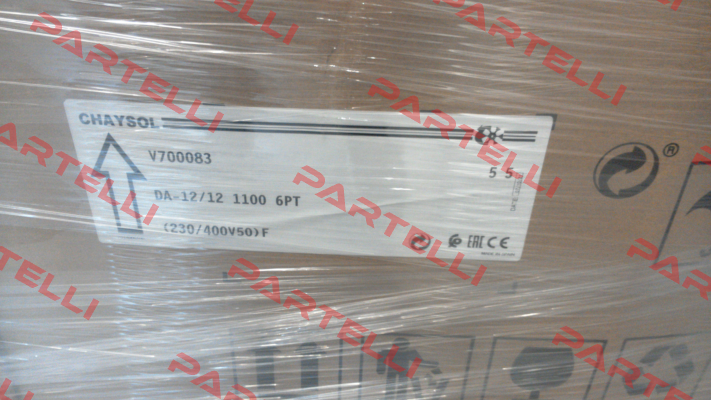 CHAYSOL
V700083
5 5
DA-12/12 1100 6PT
(230/400V50)F
EAC CE
PARTELLI
PARTELLI
PARTELLI
PARTELLI
PARTELLI
PARTELLI
PARTELLI
PARTELLI